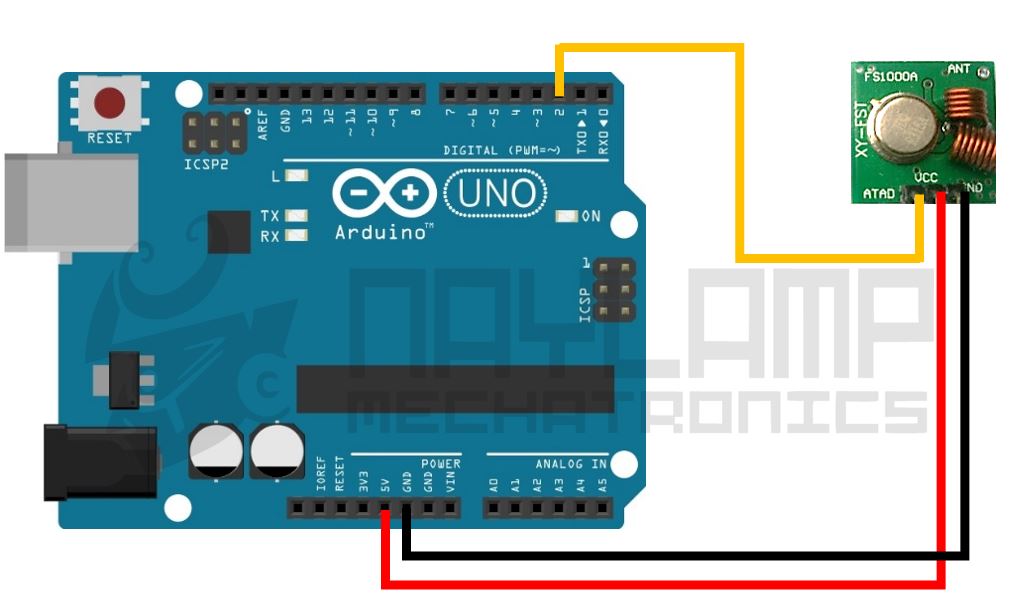 RESET
ICSP2
AREF
GND
13
12
~11
~10
~9
8
7
~6
~5
4
~3
2
TX0▶1
RX0◀0
DIGITAL (PWM=~)
L
TX
RX
UNO
Arduino™
ON
1
ICSP
FS1000A
ANT
XY-FST
VCC
ATAD
GND
NAYLAMP
MECHATRONICS
POWER
ANALOG IN
IOREF
RESET
3V3
5V
GND
GND
VIN
A0
A1
A2
A3
A4
A5